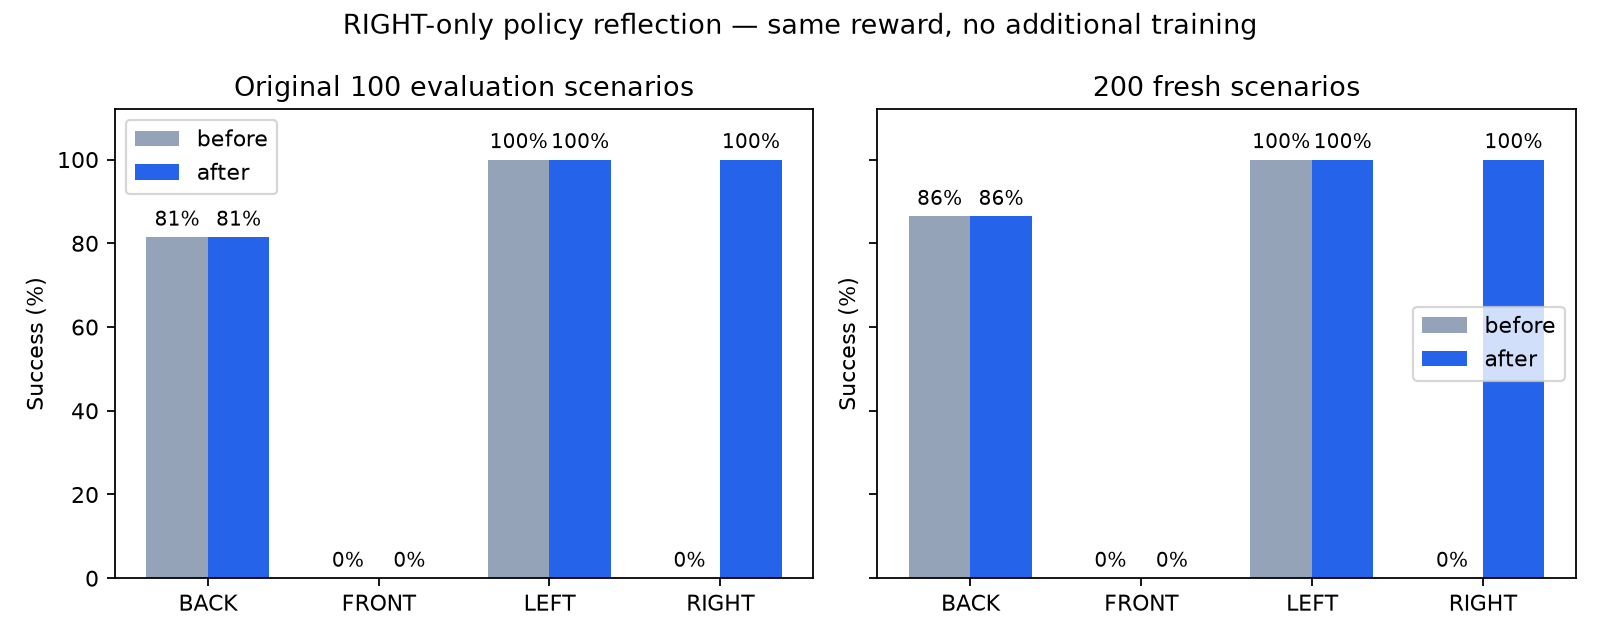 RIGHT-only policy reflection — same reward, no additional training
Original 100 evaluation scenarios
before
after
Success (%)
100
80
60
40
20
0
81% 81%
0% 0%
100% 100%
0% 100%
BACK FRONT LEFT RIGHT
200 fresh scenarios
Success (%)
86% 86%
0% 0%
100% 100%
0% 100%
before
after
BACK FRONT LEFT RIGHT